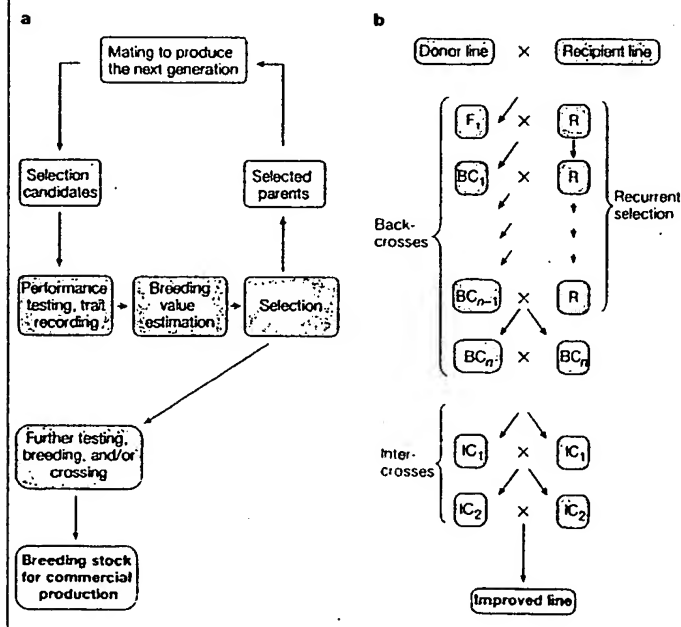 a
Mating to produce
the next generation
Selection
candidates
Selected
parents
Performance
testing, trait
recording
Breeding
value
estimation
Selection
Further testing,
breeding, and/or
crossing
Breeding stock
for commercial
production
b
Donor line × Recipient line
F1 × R
BC1 × R
Back-
crosses
Recurrent
selection
BCn−1 × R
BCn × BCn
Inter-
crosses
IC1 × IC1
IC2 × IC2
Improved line